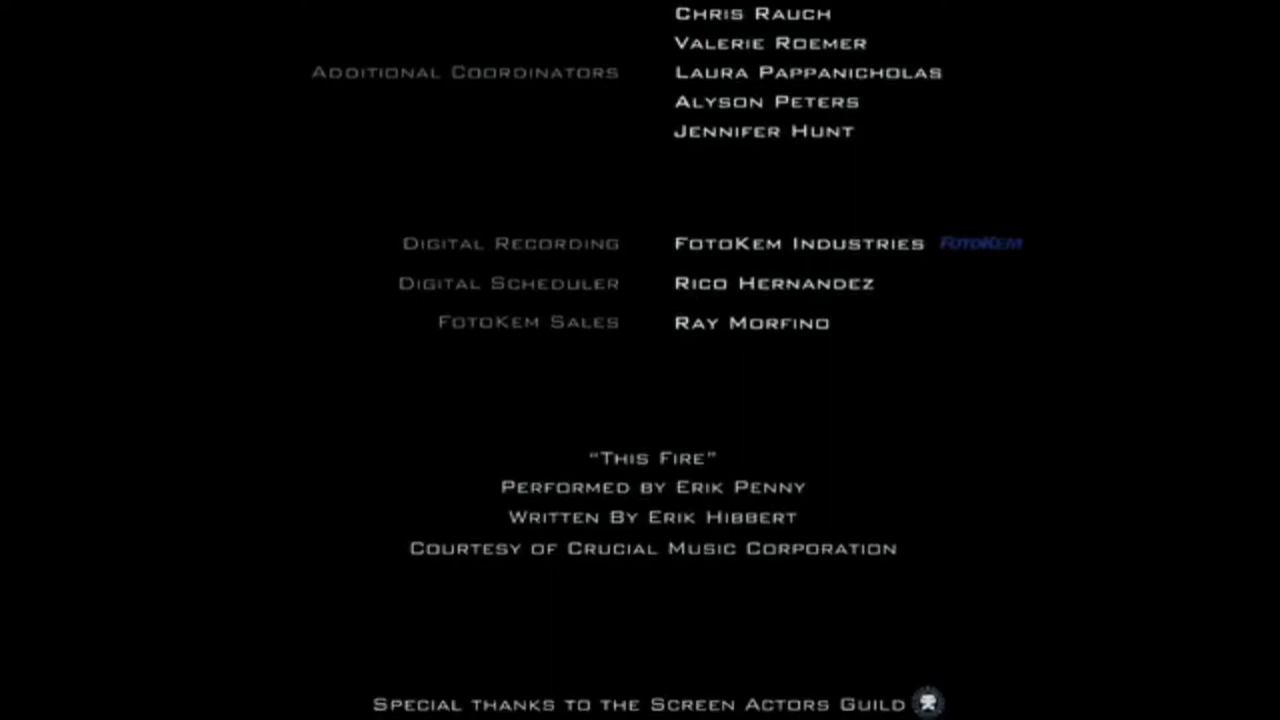 Chris Rauch
Valerie Roemer
Additional Coordinators Laura Pappanicholas
Alyson Peters
Jennifer Hunt
Digital Recording FotoKem Industries FotoKem
Digital Scheduler Rico Hernandez
FotoKem Sales Ray Morfino
“This Fire”
Performed by Erik Penny
Written By Erik Hibbert
Courtesy of Crucial Music Corporation
Special thanks to the Screen Actors Guild